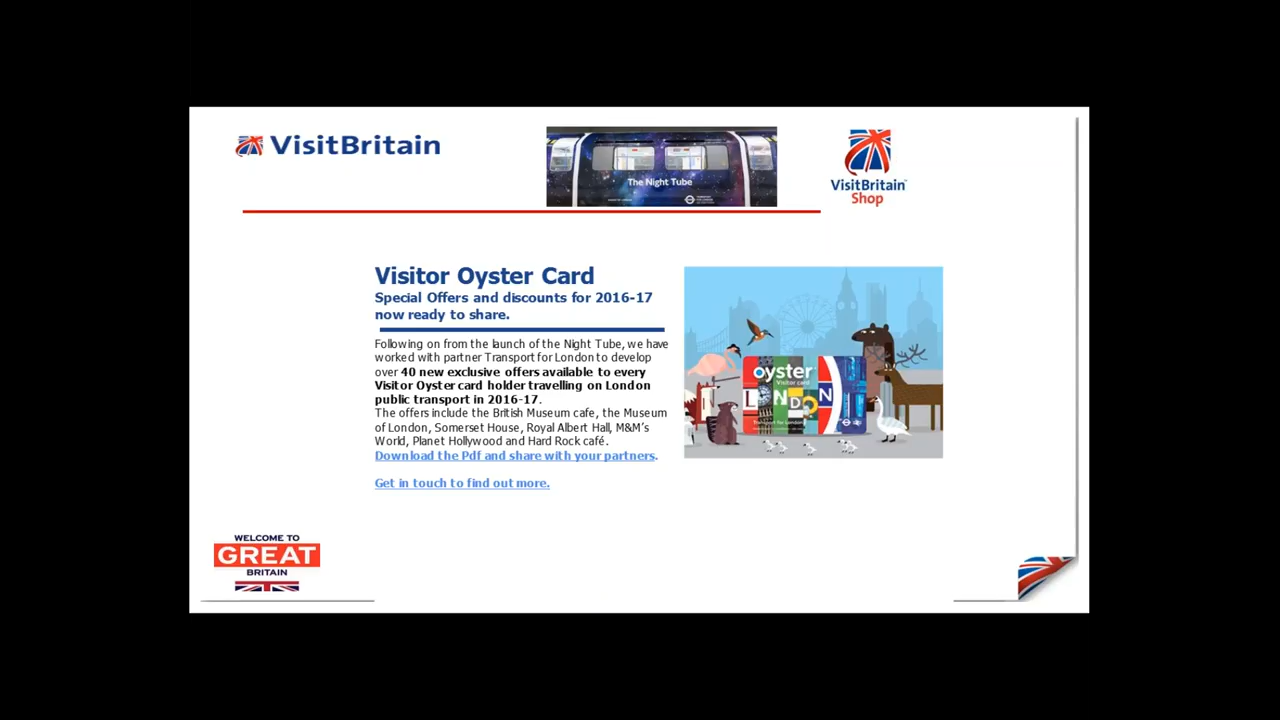 VisitBritain
The Night Tube
VisitBritain
Shop
Visitor Oyster Card
Special Offers and discounts for 2016-17
now ready to share.
Following on from the launch of the Night Tube, we have
worked with partner Transport for London to develop
over 40 new exclusive offers available to every
Visitor Oyster card holder travelling on London
public transport in 2016-17.
The offers include the British Museum cafe, the Museum
of London, Somerset House, Royal Albert Hall, M&M's
World, Planet Hollywood and Hard Rock café.
Download the Pdf and share with your partners.
Get in touch to find out more.
oyster
Visitor card
LONDON
Transport for London
WELCOME TO
GREAT
BRITAIN